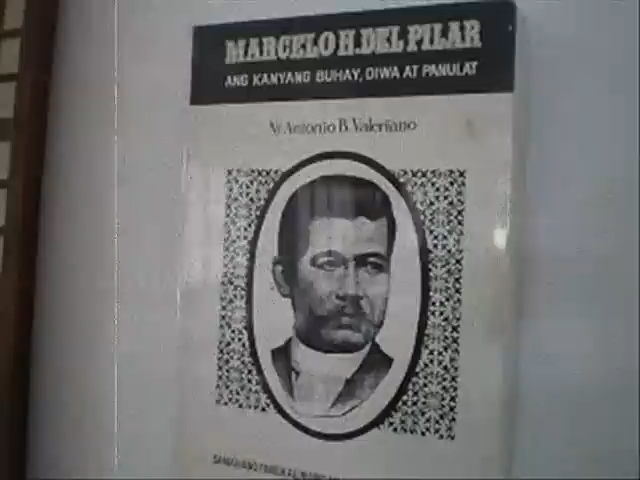 MARCELO H. DEL PILAR
ANG KANYANG BUHAY, DIWA AT PANULAT
Ni Antonio B. Valeriano